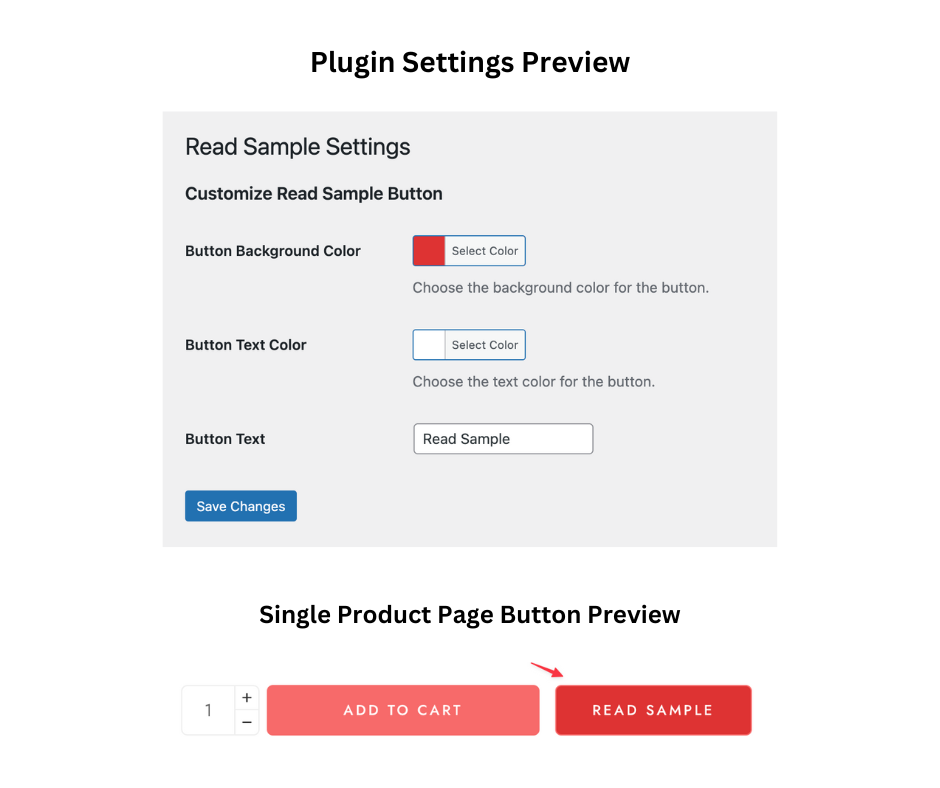 Plugin Settings Preview
Read Sample Settings
Customize Read Sample Button
Button Background Color
Select Color
Choose the background color for the button.
Button Text Color
Select Color
Choose the text color for the button.
Button Text
Read Sample
Save Changes
Single Product Page Button Preview
1
+
−
ADD TO CART
READ SAMPLE